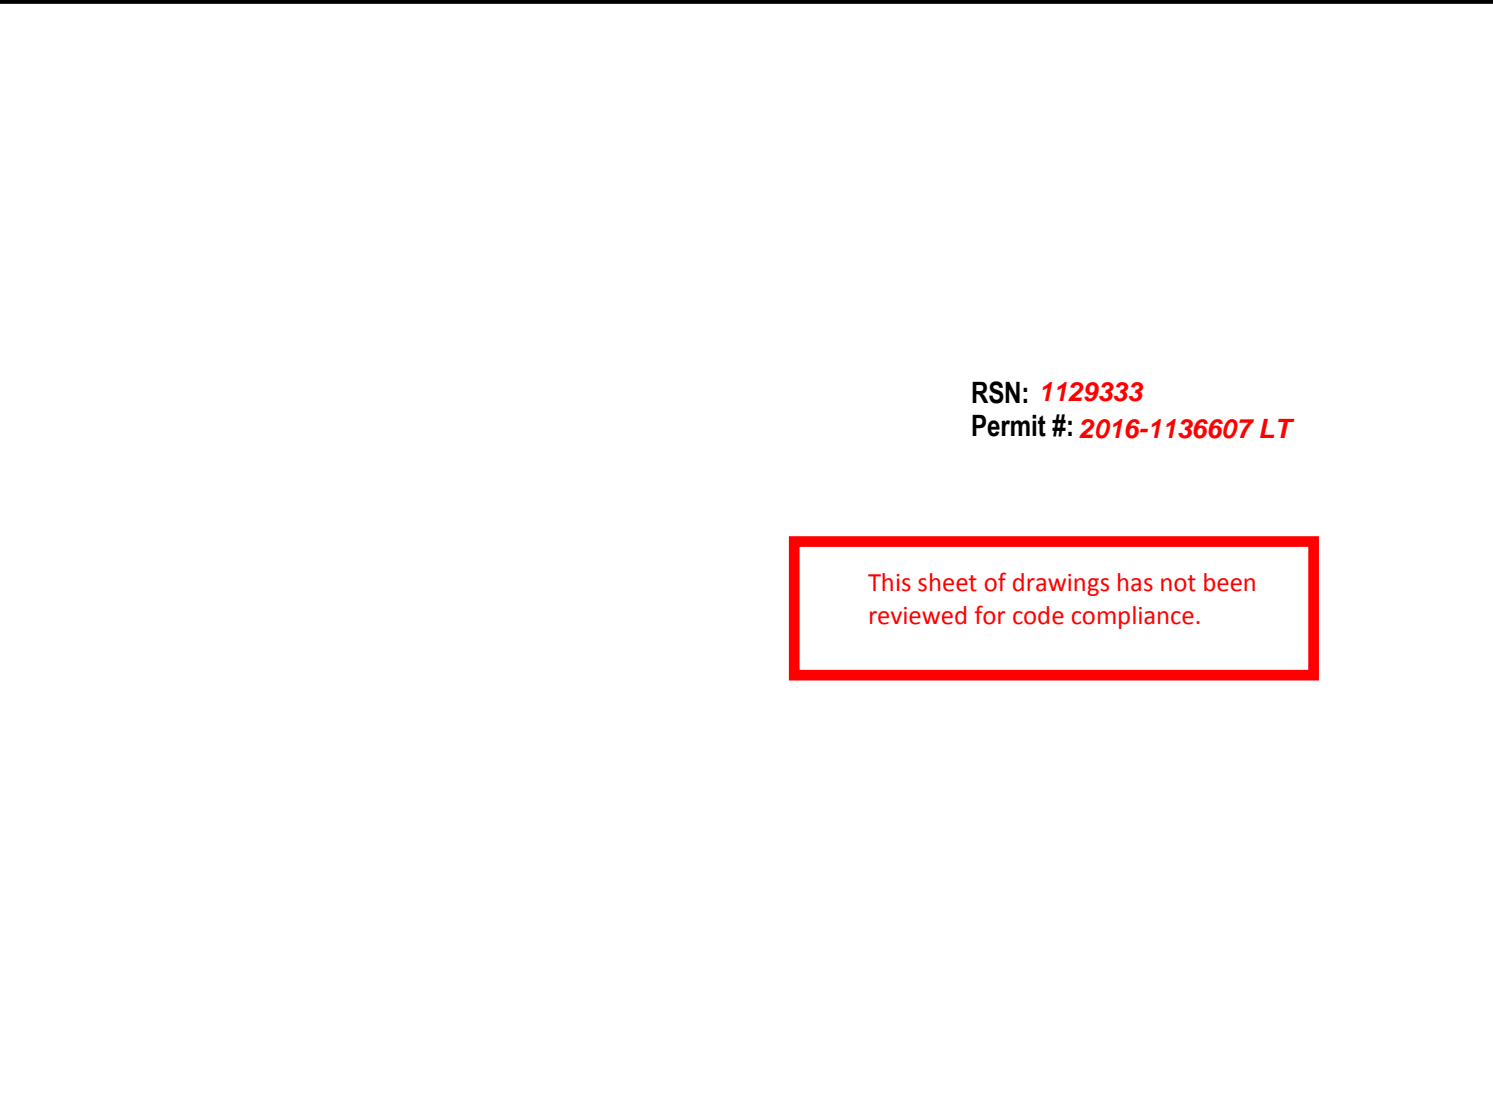 RSN: 1129333
Permit #: 2016-1136607 LT
This sheet of drawings has not been
reviewed for code compliance.